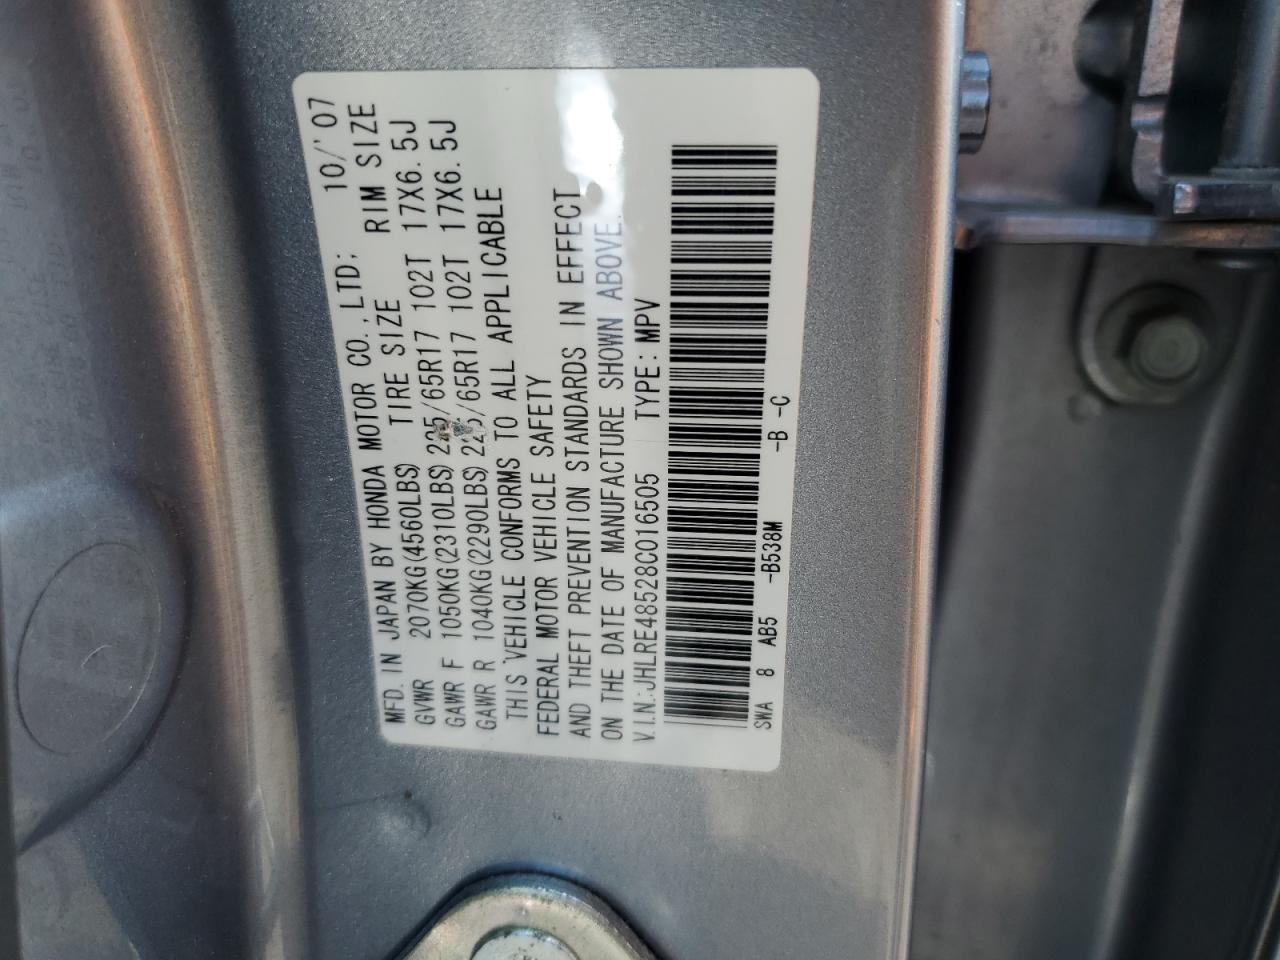 MFD. IN JAPAN BY HONDA MOTOR CO., LTD: 10/'07
GVWR 2070KG(4560LBS) TIRE SIZE RIM SIZE
GAWR F 1050KG(2310LBS) 225/65R17 102T 17X6.5J
GAWR R 1040KG(2290LBS) 225/65R17 102T 17X6.5J
THIS VEHICLE CONFORMS TO ALL APPLICABLE
FEDERAL MOTOR VEHICLE SAFETY
AND THEFT PREVENTION STANDARDS IN EFFECT
ON THE DATE OF MANUFACTURE SHOWN ABOVE.
V.I.N.:JHLRE48528C016505 TYPE:MPV
SWA 8 AB5 -B538M -B -C